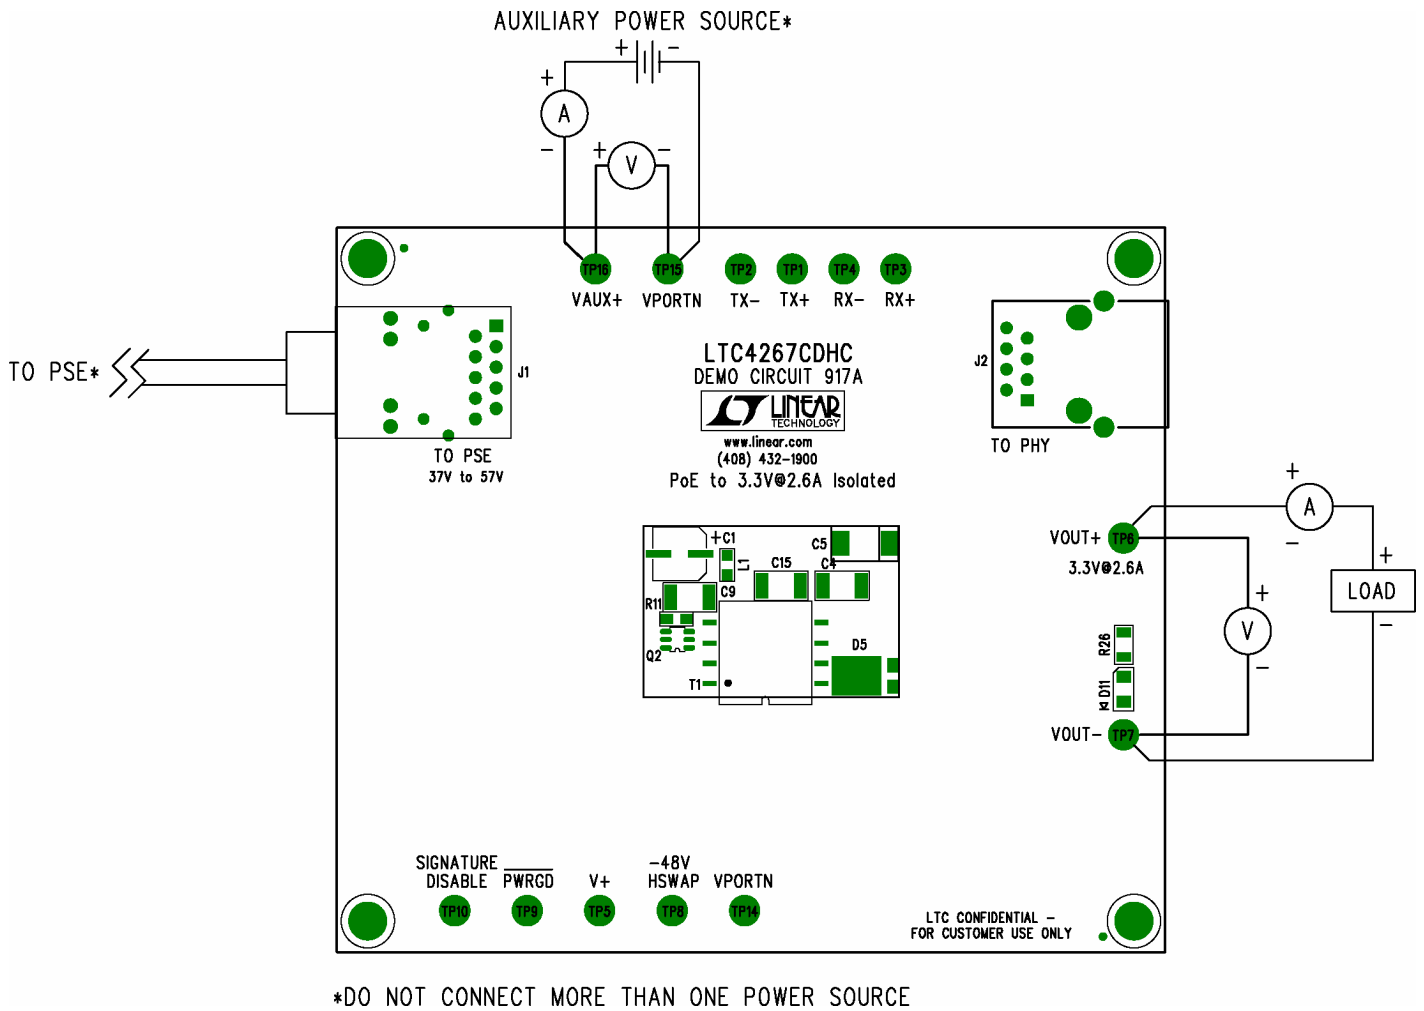 AUXILIARY POWER SOURCE*
+ -
+
A
-
+ V -
TP16 TP15 TP2 TP1 TP4 TP3
VAUX+ VPORTN TX- TX+ RX- RX+
TO PSE*
J1
TO PSE
37V to 57V
LTC4267CDHC
DEMO CIRCUIT 917A
LINEAR
TECHNOLOGY
www.linear.com
(408) 432-1900
PoE to 3.3V@2.6A Isolated
J2
TO PHY
+
A
-
VOUT+ TP6
3.3V@2.6A
+
LOAD
-
+
V
-
+C1
L1
C9
C5
C15
C4
R11
Q2
T1
D5
R26
D11
VOUT- TP7
SIGNATURE
DISABLE
PWRGD
V+
-48V
HSWAP
VPORTN
TP10 TP9 TP5 TP8 TP14
LTC CONFIDENTIAL -
FOR CUSTOMER USE ONLY
*DO NOT CONNECT MORE THAN ONE POWER SOURCE